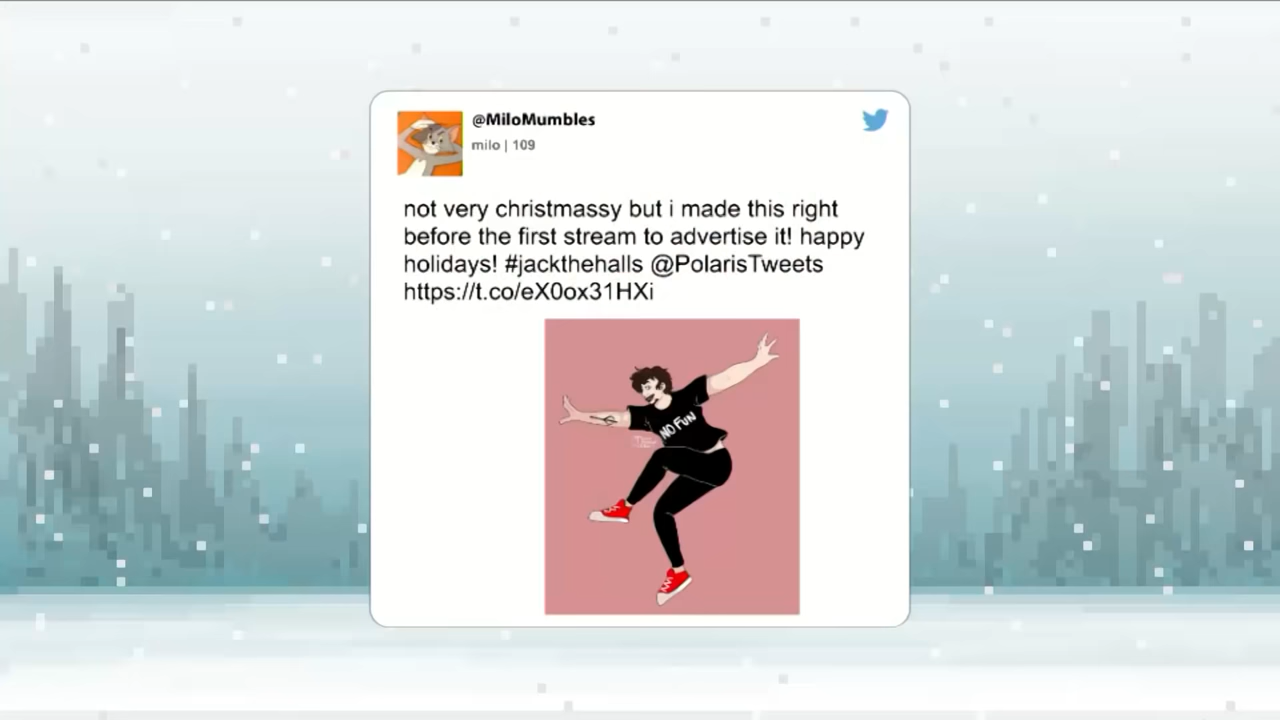 @MiloMumbles
milo | 109
not very christmassy but i made this right
before the first stream to advertise it! happy
holidays! #jackthehalls @PolarisTweets
https://t.co/eX0ox31HXi
NO FUN